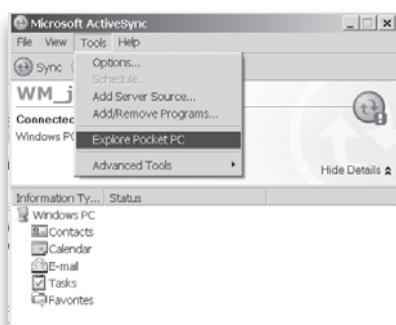 Microsoft ActiveSync
File View Tools Help
Sync
Options...
Schedule...
Add Server Source...
Add/Remove Programs...
Explore Pocket PC
Advanced Tools
WM_j
Connected
Windows PC
Hide Details
Information Ty... Status
Windows PC
Contacts
Calendar
E-mail
Tasks
Favorites